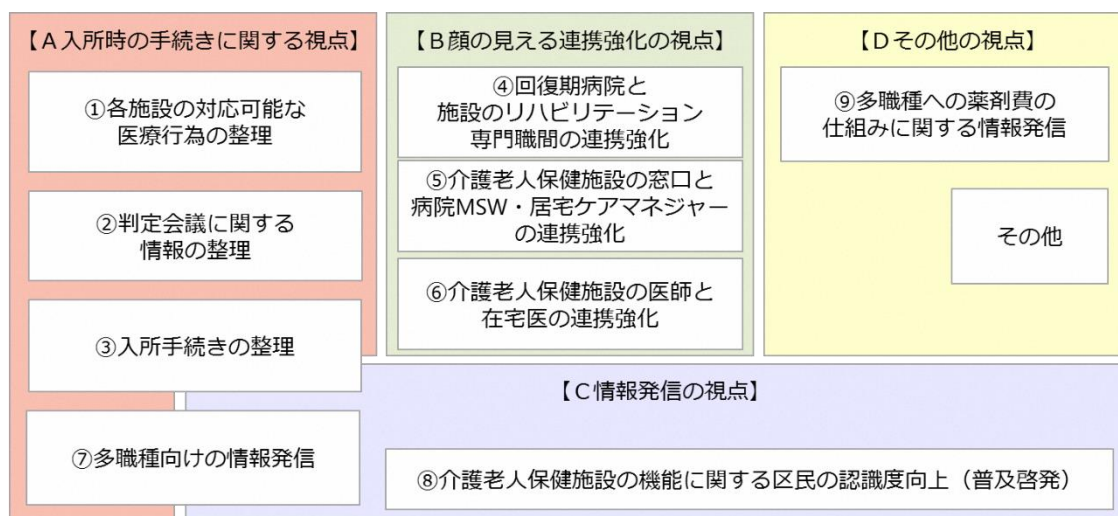 【A入所時の手続きに関する視点】
①各施設の対応可能な
医療行為の整理
②判定会議に関する
情報の整理
③入所手続きの整理
⑦多職種向けの情報発信
【B顔の見える連携強化の視点】
④回復期病院と
施設のリハビリテーション
専門職間の連携強化
⑤介護老人保健施設の窓口と
病院MSW・居宅ケアマネジャー
の連携強化
⑥介護老人保健施設の医師と
在宅医の連携強化
【Dその他の視点】
⑨多職種への薬剤費の
仕組みに関する情報発信
その他
【C情報発信の視点】
⑧介護老人保健施設の機能に関する区民の認識度向上（普及啓発）